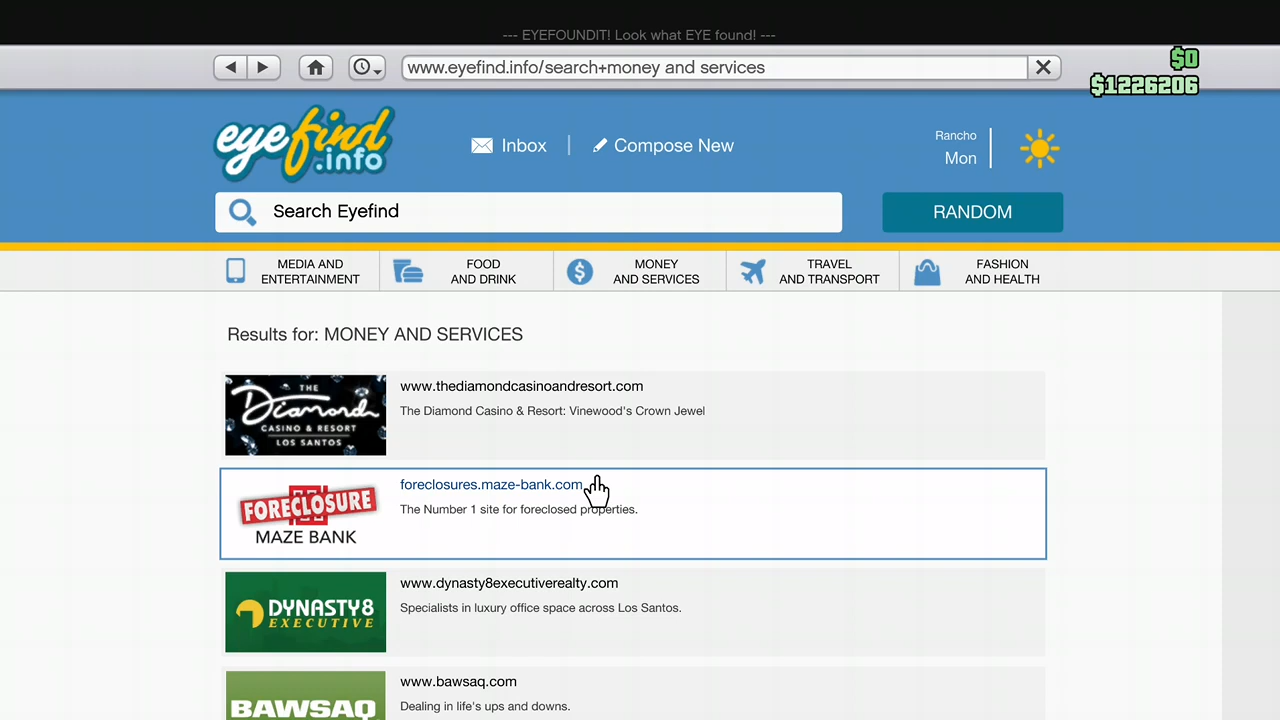 --- EYEFOUNDIT! Look what EYE found! ---
www.eyefind.info/search+money and services
$0
$1226206
eyefind
.info
Inbox
Compose New
Rancho
Mon
Search Eyefind
RANDOM
MEDIA AND
ENTERTAINMENT
FOOD
AND DRINK
MONEY
AND SERVICES
TRAVEL
AND TRANSPORT
FASHION
AND HEALTH
Results for: MONEY AND SERVICES
THE
Diamond
CASINO & RESORT
LOS SANTOS
www.thediamondcasinoandresort.com
The Diamond Casino & Resort: Vinewood's Crown Jewel
FORECLOSURE
MAZE BANK
foreclosures.maze-bank.com
The Number 1 site for foreclosed properties.
DYNASTY8
EXECUTIVE
www.dynasty8executiverealty.com
Specialists in luxury office space across Los Santos.
BAWSAQ
www.bawsaq.com
Dealing in life's ups and downs.